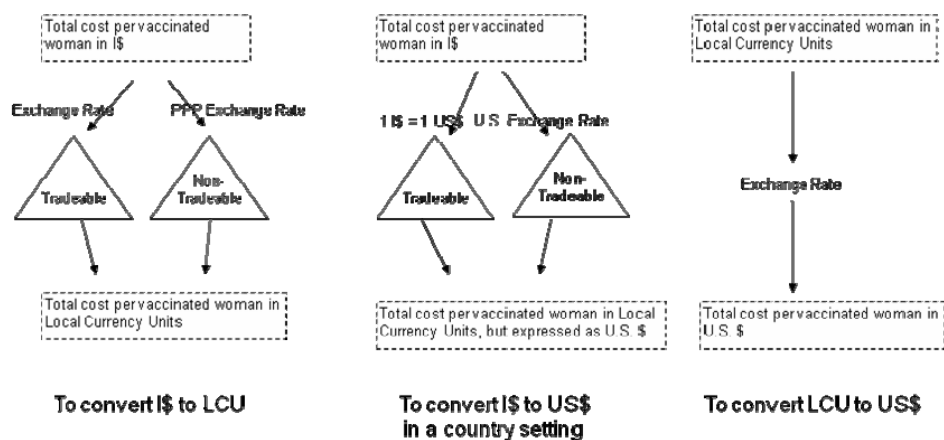 Total cost per vaccinated
woman in I$
Exchange Rate
PPP Exchange Rate
Tradeable
Non-
Tradeable
Total cost per vaccinated woman in
Local Currency Units
To convert I$ to LCU
Total cost per vaccinated
woman in I$
1 I$ = 1 US$
U.S. Exchange Rate
Tradeable
Non-
Tradeable
Total cost per vaccinated woman in Local
Currency Units, but expressed as U.S. $
To convert I$ to US$
in a country setting
Total cost per vaccinated woman in
Local Currency Units
Exchange Rate
Total cost per vaccinated woman in
U.S. $
To convert LCU to US$